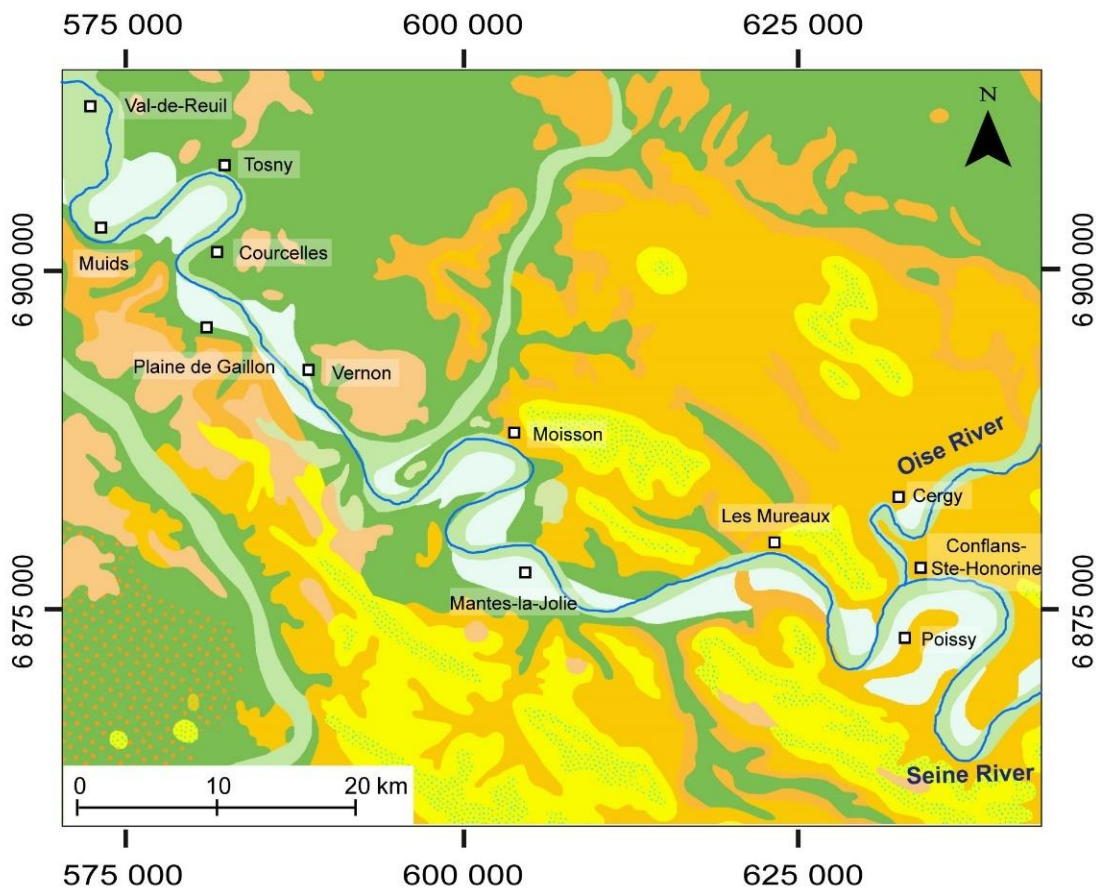 575 000
600 000
625 000
N
Val-de-Reuil
Tosny
Muids
Courcelles
6 900 000
6 900 000
Plaine de Gaillon
Vernon
Moisson
Oise River
Cergy
Les Mureaux
Conflans-
Ste-Honorine
Mantes-la-Jolie
6 875 000
6 875 000
Poissy
Seine River
0
10
20 km
575 000
600 000
625 000